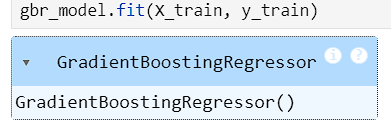 gbr_model.fit(X_train, y_train)
▾ GradientBoostingRegressor i ?
GradientBoostingRegressor()